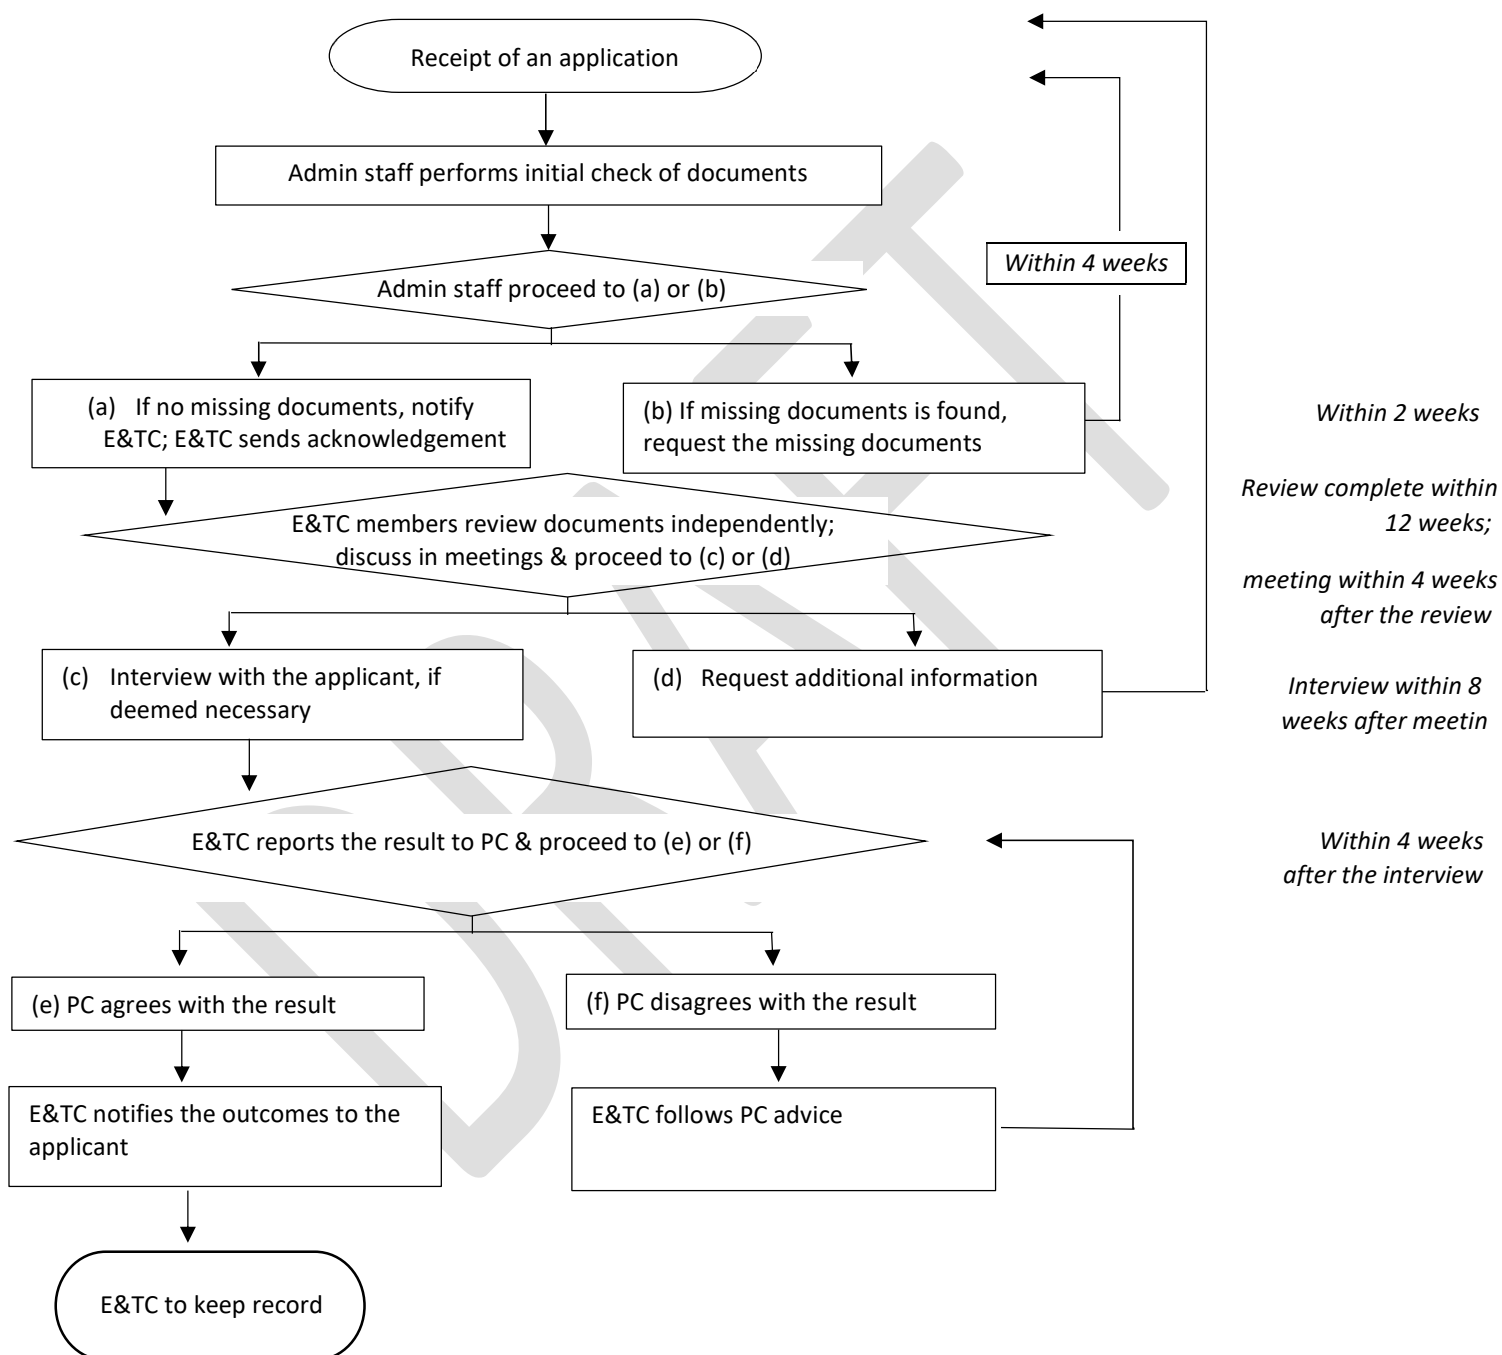 Receipt of an application
Admin staff performs initial check of documents
Within 4 weeks
Admin staff proceed to (a) or (b)
(a) If no missing documents, notify
E&TC; E&TC sends acknowledgement
(b) If missing documents is found,
request the missing documents
Within 2 weeks
E&TC members review documents independently;
discuss in meetings & proceed to (c) or (d)
Review complete within
12 weeks;
meeting within 4 weeks
after the review
(c) Interview with the applicant, if
deemed necessary
(d) Request additional information
Interview within 8
weeks after meetin
E&TC reports the result to PC & proceed to (e) or (f)
Within 4 weeks
after the interview
(e) PC agrees with the result
(f) PC disagrees with the result
E&TC notifies the outcomes to the
applicant
E&TC follows PC advice
E&TC to keep record
DRAFT